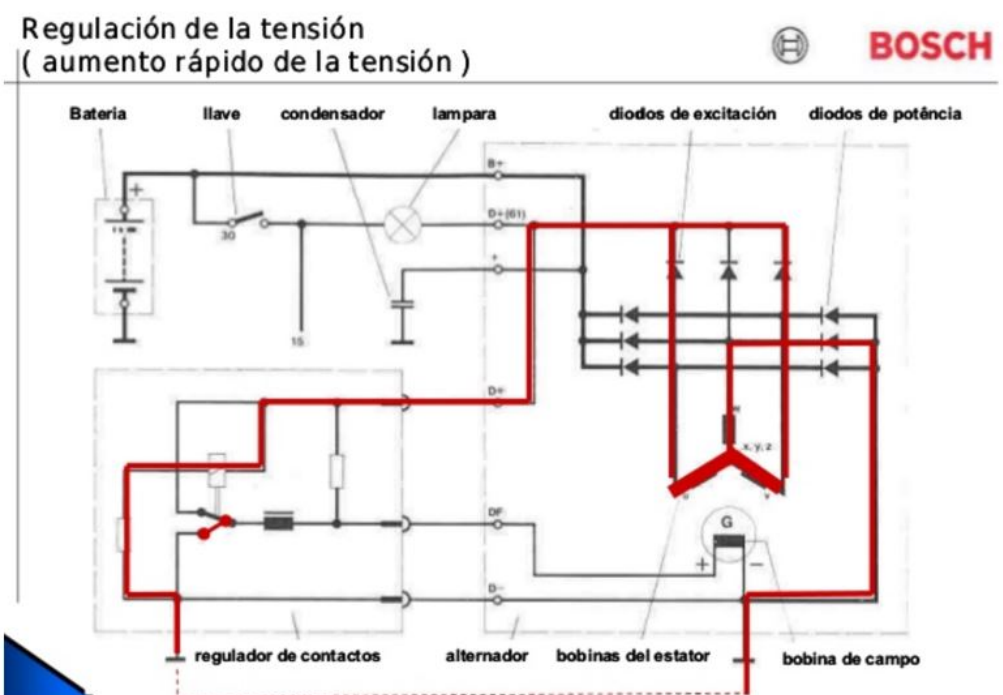 Regulación de la tensión
( aumento rápido de la tensión )
BOSCH
Bateria llave condensador lampara diodos de excitación diodos de potência
B+
+
30
D+(61)
+
15
D+
x, y, z
DF
G
+ −
D−
regulador de contactos alternador bobinas del estator bobina de campo